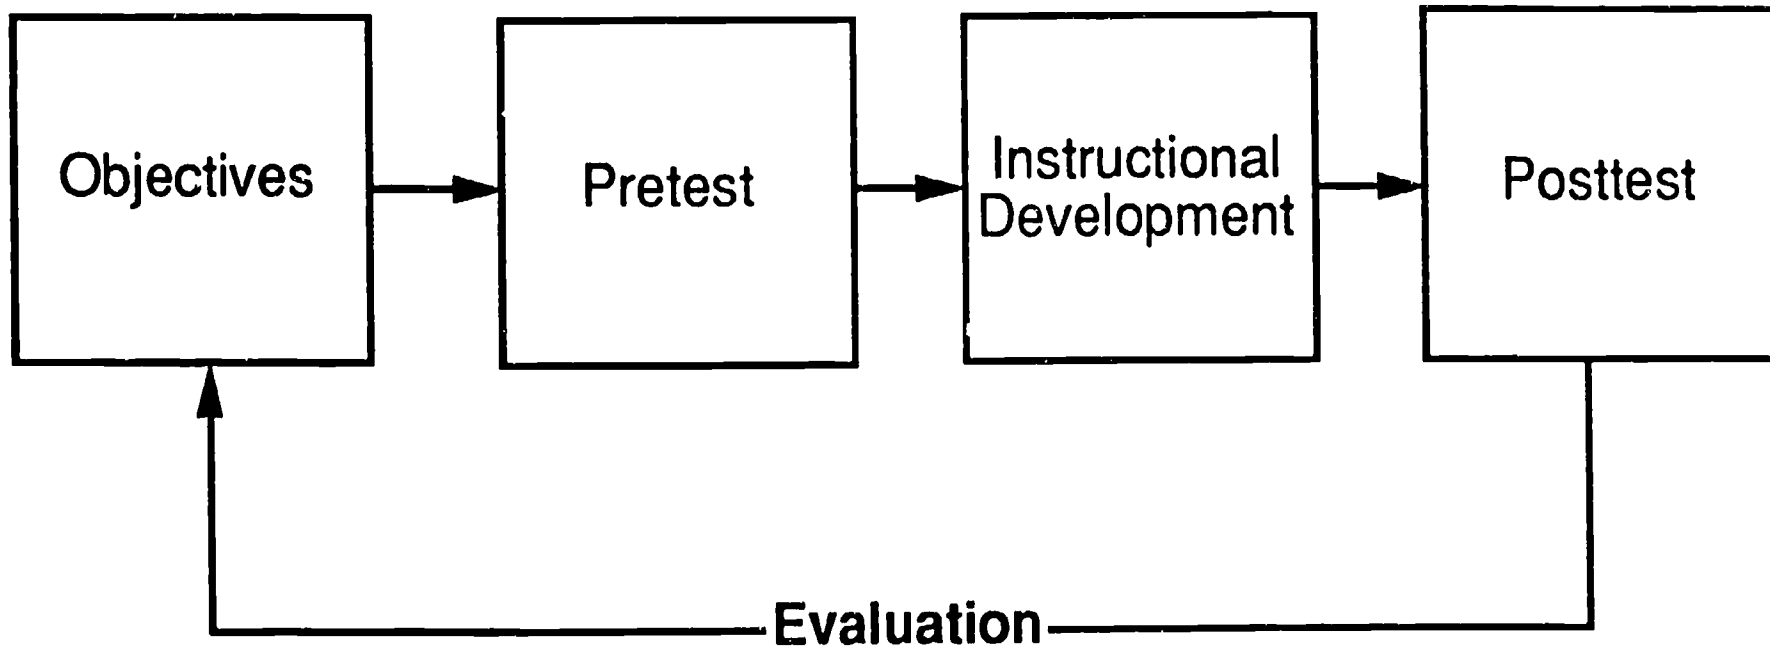 Objectives
Pretest
Instructional
Development
Posttest
Evaluation